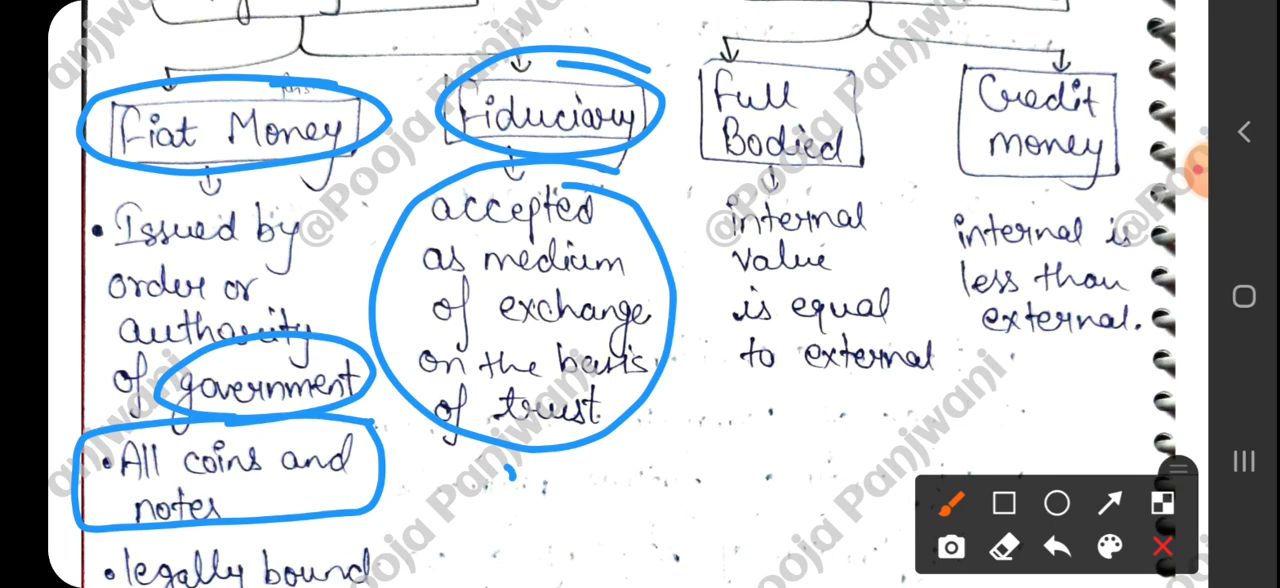 Fiat Money
Issued by
order or
authority
of government
All coins and
notes
legally bound
Fiduciary
accepted
as medium
of exchange
on the basis
of trust
Full
Bodied
internal
value
is equal
to external
Credit
money
internal is
less than
external.
@Pooja Panjwani